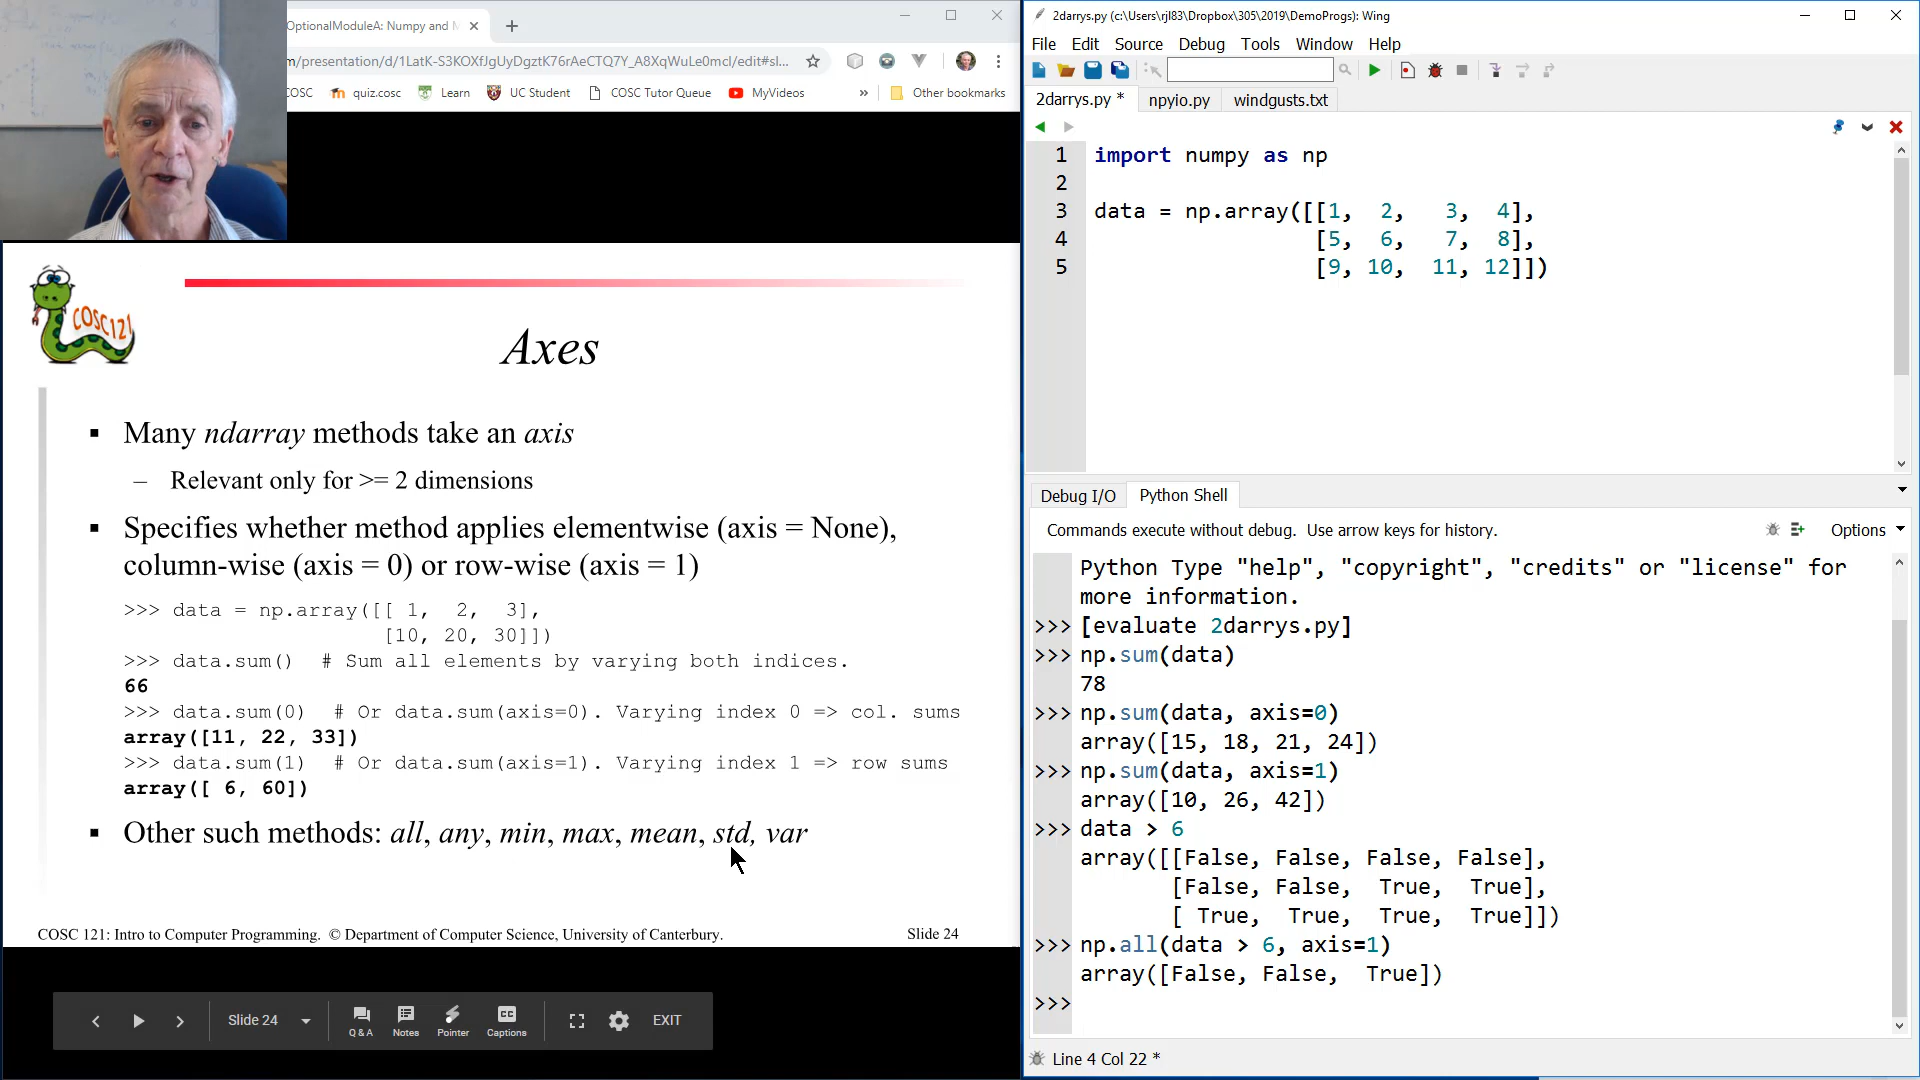 OptionalModuleA: Numpy and M
m/presentation/d/1LatK-S3KOXfJgUyDgztK76rAeCTQ7Y_A8XqWuLe0mcI/edit#sl...
COSC quiz.cosc Learn UC Student COSC Tutor Queue MyVideos » Other bookmarks
COSC121
Axes
▪ Many ndarray methods take an axis
– Relevant only for >= 2 dimensions
▪ Specifies whether method applies elementwise (axis = None),
column-wise (axis = 0) or row-wise (axis = 1)
>>> data = np.array([[ 1, 2, 3],
[10, 20, 30]])
>>> data.sum() # Sum all elements by varying both indices.
66
>>> data.sum(0) # Or data.sum(axis=0). Varying index 0 => col. sums
array([11, 22, 33])
>>> data.sum(1) # Or data.sum(axis=1). Varying index 1 => row sums
array([ 6, 60])
▪ Other such methods: all, any, min, max, mean, std, var
COSC 121: Intro to Computer Programming. © Department of Computer Science, University of Canterbury. Slide 24
Slide 24 Q & A Notes Pointer CC Captions EXIT
2darrys.py (c:\Users\rjl83\Dropbox\305\2019\DemoProgs): Wing
File Edit Source Debug Tools Window Help
2darrys.py * npyio.py windgusts.txt
1 import numpy as np
2
3 data = np.array([[1, 2, 3, 4],
4 [5, 6, 7, 8],
5 [9, 10, 11, 12]])
Debug I/O Python Shell
Commands execute without debug. Use arrow keys for history. Options
Python Type "help", "copyright", "credits" or "license" for
more information.
>>> [evaluate 2darrys.py]
>>> np.sum(data)
78
>>> np.sum(data, axis=0)
array([15, 18, 21, 24])
>>> np.sum(data, axis=1)
array([10, 26, 42])
>>> data > 6
array([[False, False, False, False],
[False, False, True, True],
[ True, True, True, True]])
>>> np.all(data > 6, axis=1)
array([False, False, True])
>>>
Line 4 Col 22 *